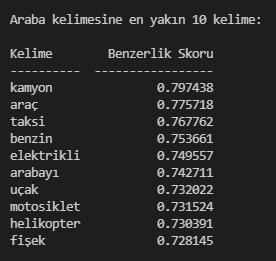 Araba kelimesine en yakın 10 kelime:
Kelime Benzerlik Skoru
---------- -----------------
kamyon 0.797438
araç 0.775718
taksi 0.767762
benzin 0.753661
elektrikli 0.749557
arabayı 0.742711
uçak 0.732022
motosiklet 0.731524
helikopter 0.730391
fişek 0.728145